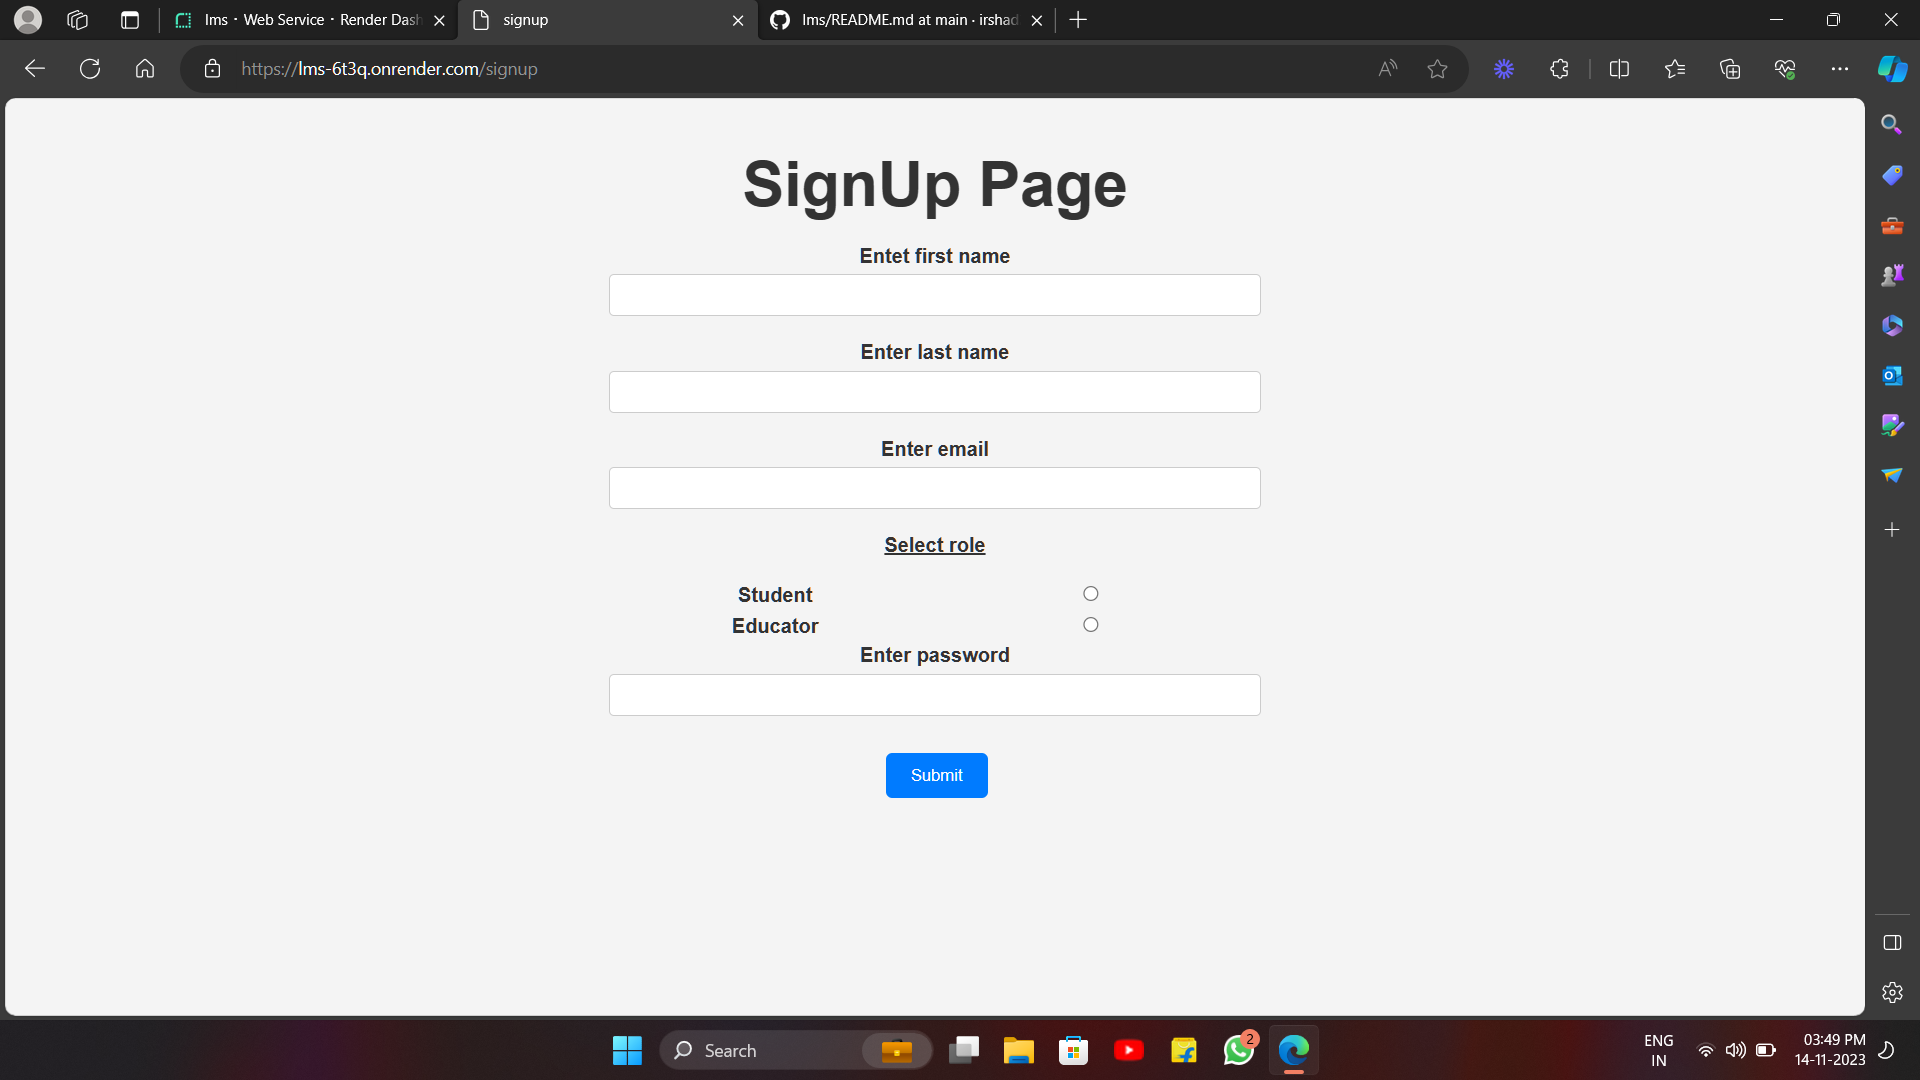 lms · Web Service · Render Dash
signup
lms/README.md at main · irshad
https://lms-6t3q.onrender.com/signup
SignUp Page
Entet first name
Enter last name
Enter email
Select role
Student
Educator
Enter password
Submit
Search
2
ENG
IN
03:49 PM
14-11-2023